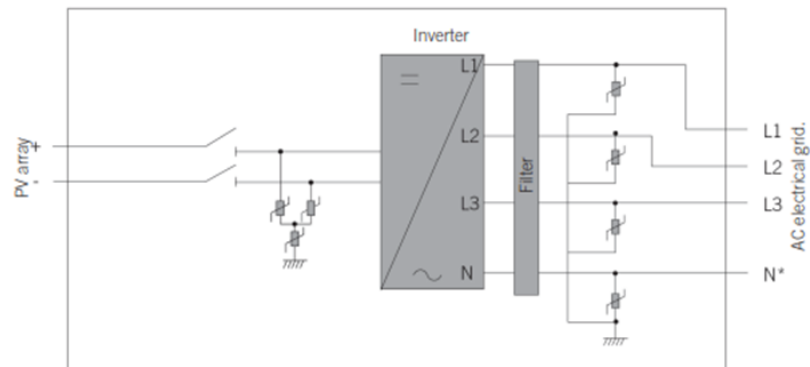 Inverter
L1
L2
L3
N
Filter
PV array
+
-
L1
L2
L3
N*
AC electrical grid.